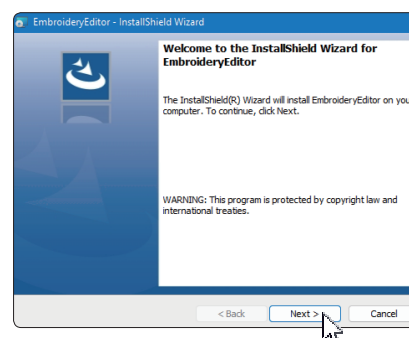 EmbroideryEditor - InstallShield Wizard
Welcome to the InstallShield Wizard for
EmbroideryEditor
The InstallShield(R) Wizard will install EmbroideryEditor on
computer. To continue, click Next.
WARNING: This program is protected by copyright law and
international treaties.
< Back
Next >
Cancel